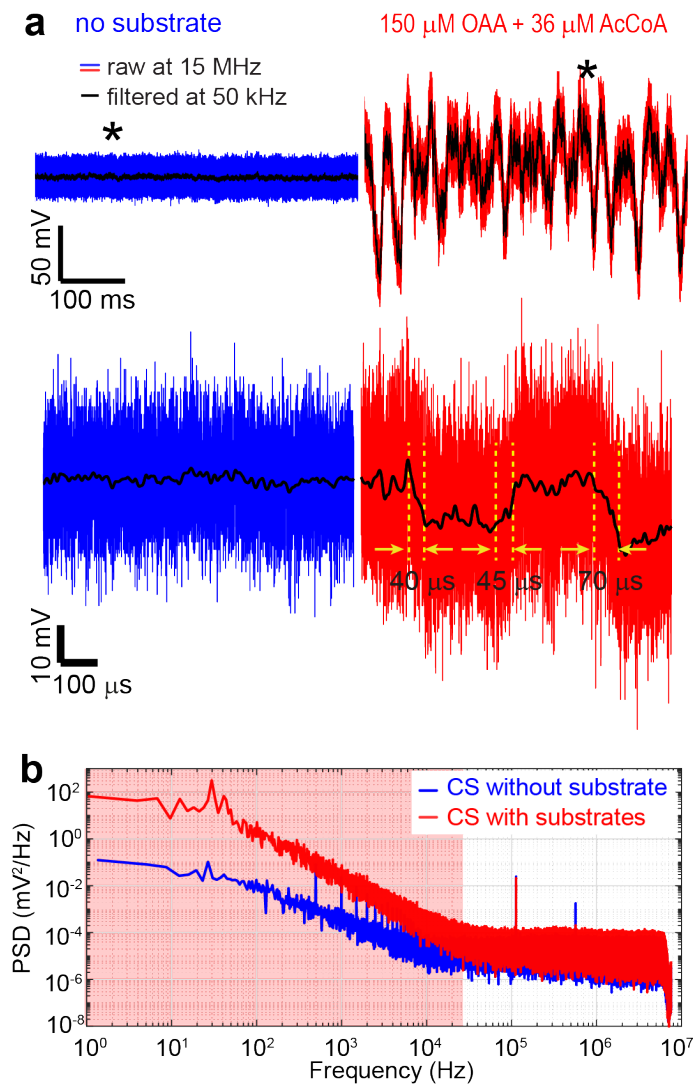 a no substrate 150 μM OAA + 36 μM AcCoA
raw at 15 MHz
filtered at 50 kHz
*
*
50 mV
100 ms
40 μs 45 μs 70 μs
10 mV
100 μs
b
CS without substrate
CS with substrates
PSD (mV²/Hz)
10²
10⁰
10⁻²
10⁻⁴
10⁻⁶
10⁻⁸
10⁰ 10¹ 10² 10³ 10⁴ 10⁵ 10⁶ 10⁷
Frequency (Hz)